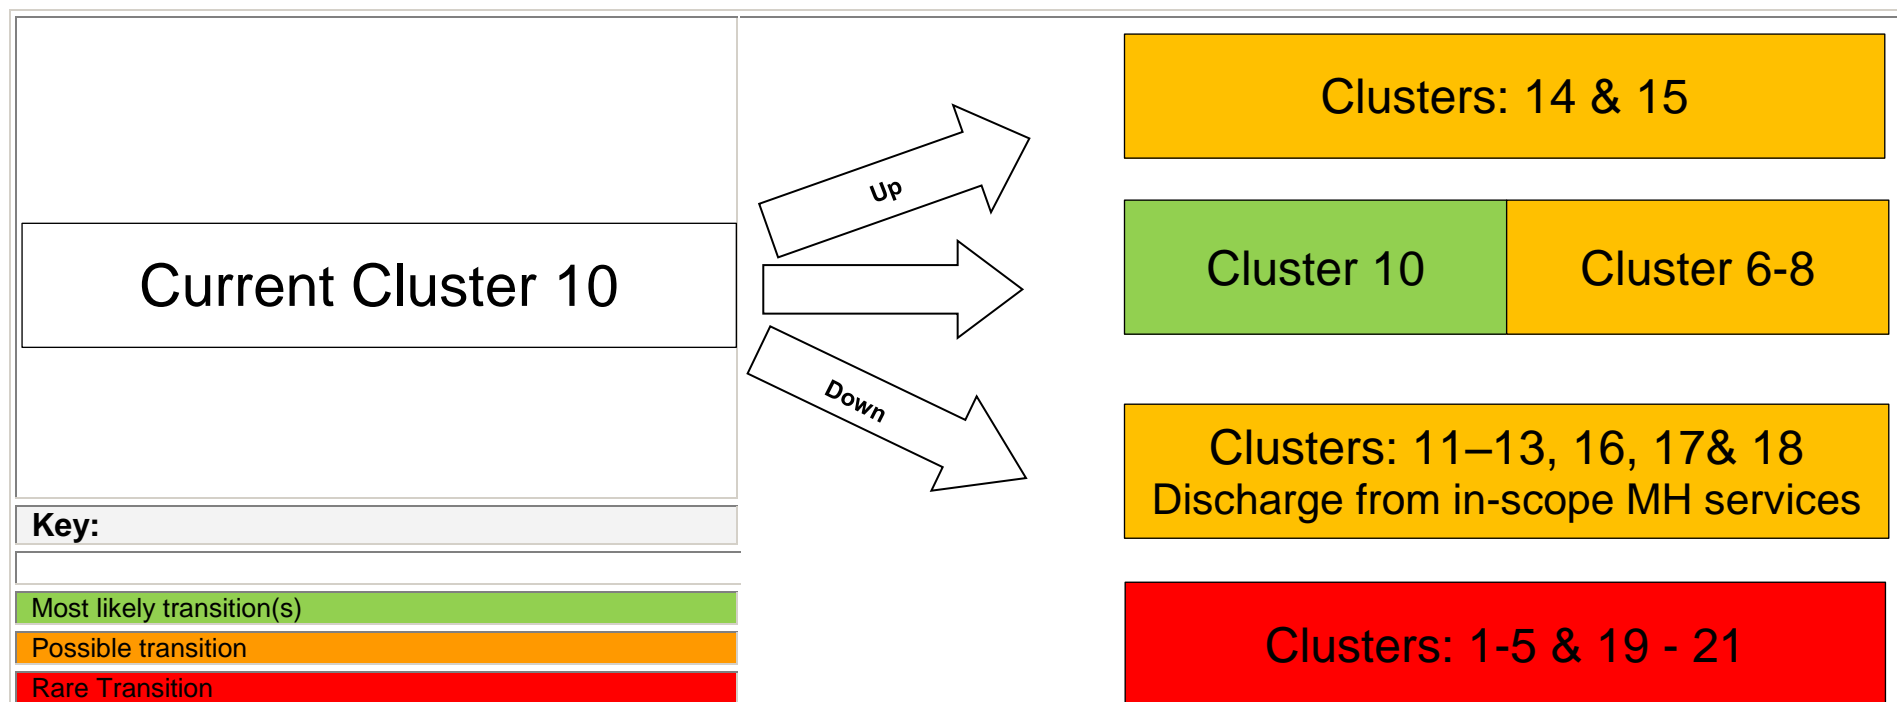 Current Cluster 10
Up
Down
Clusters: 14 & 15
Cluster 10
Cluster 6-8
Clusters: 11–13, 16, 17& 18
Discharge from in-scope MH services
Clusters: 1-5 & 19 - 21
Key:
Most likely transition(s)
Possible transition
Rare Transition